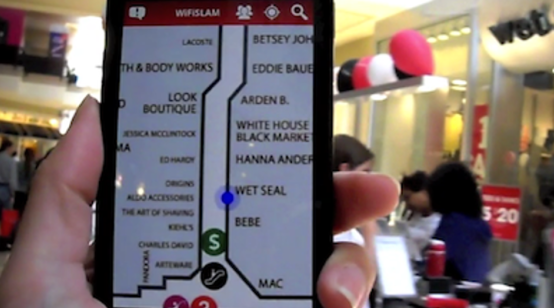 WiFiSLAM
LACOSTE
BETSEY JOH
TH & BODY WORKS
EDDIE BAUE
LOOK
BOUTIQUE
ARDEN B.
JESSICA MCCLINTOCK
WHITE HOUSE
BLACK MARKET
MA
ED HARDY
HANNA ANDER
ORIGINS
WET SEAL
ALDO ACCESSORIES
THE ART OF SHAVING
BEBE
KIEHL'S
$
CHARLES DAVID
PANDORA
ARTEWARE
MAC
?
wet
$20